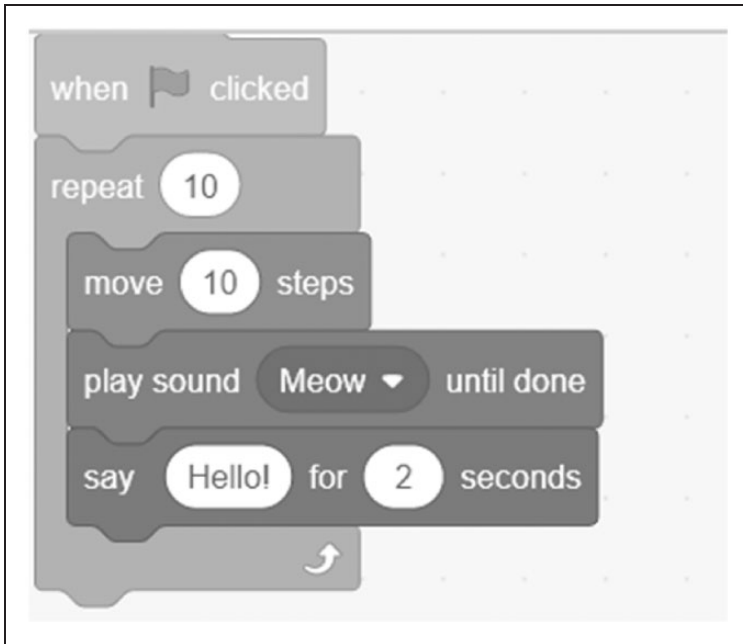 when clicked
repeat 10
move 10 steps
play sound Meow until done
say Hello! for 2 seconds